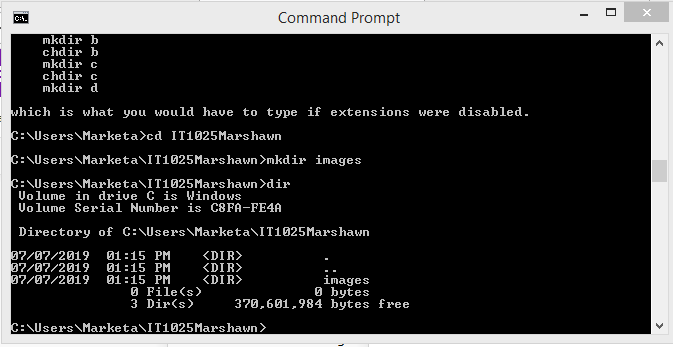 Command Prompt
mkdir b
chdir b
mkdir c
chdir c
mkdir d
which is what you would have to type if extensions were disabled.
C:\Users\Marketa>cd IT1025Marshawn
C:\Users\Marketa\IT1025Marshawn>mkdir images
C:\Users\Marketa\IT1025Marshawn>dir
Volume in drive C is Windows
Volume Serial Number is C8FA-FE4A
Directory of C:\Users\Marketa\IT1025Marshawn
07/07/2019  01:15 PM    <DIR>          .
07/07/2019  01:15 PM    <DIR>          ..
07/07/2019  01:15 PM    <DIR>          images
0 File(s)              0 bytes
3 Dir(s)     370,601,984 bytes free
C:\Users\Marketa\IT1025Marshawn>